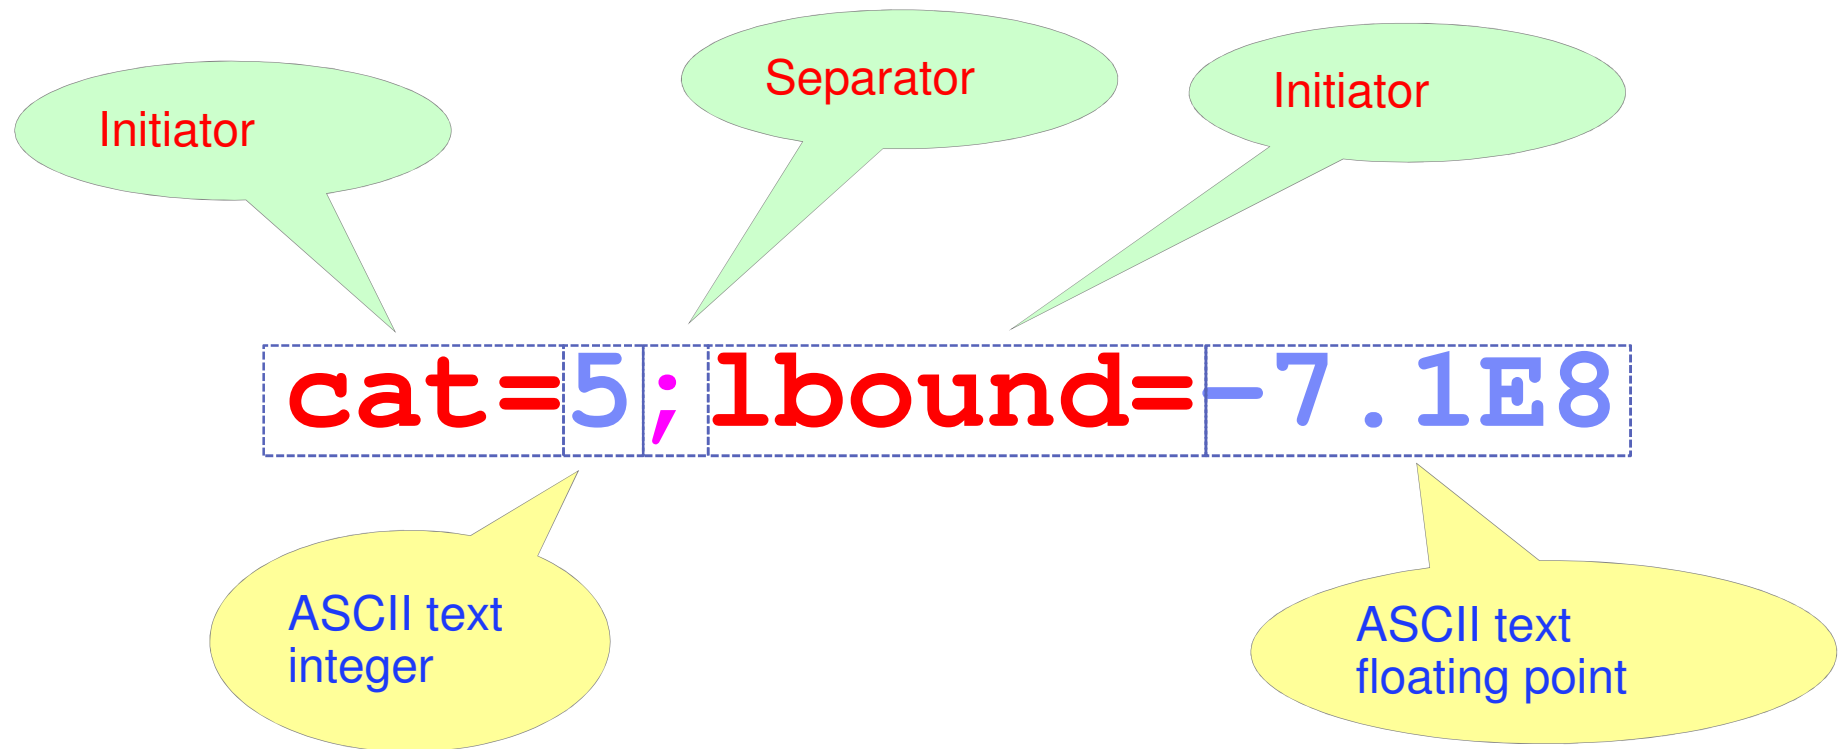 Initiator
Separator
Initiator
cat=5;lbound=-7.1E8
ASCII text
integer
ASCII text
floating point